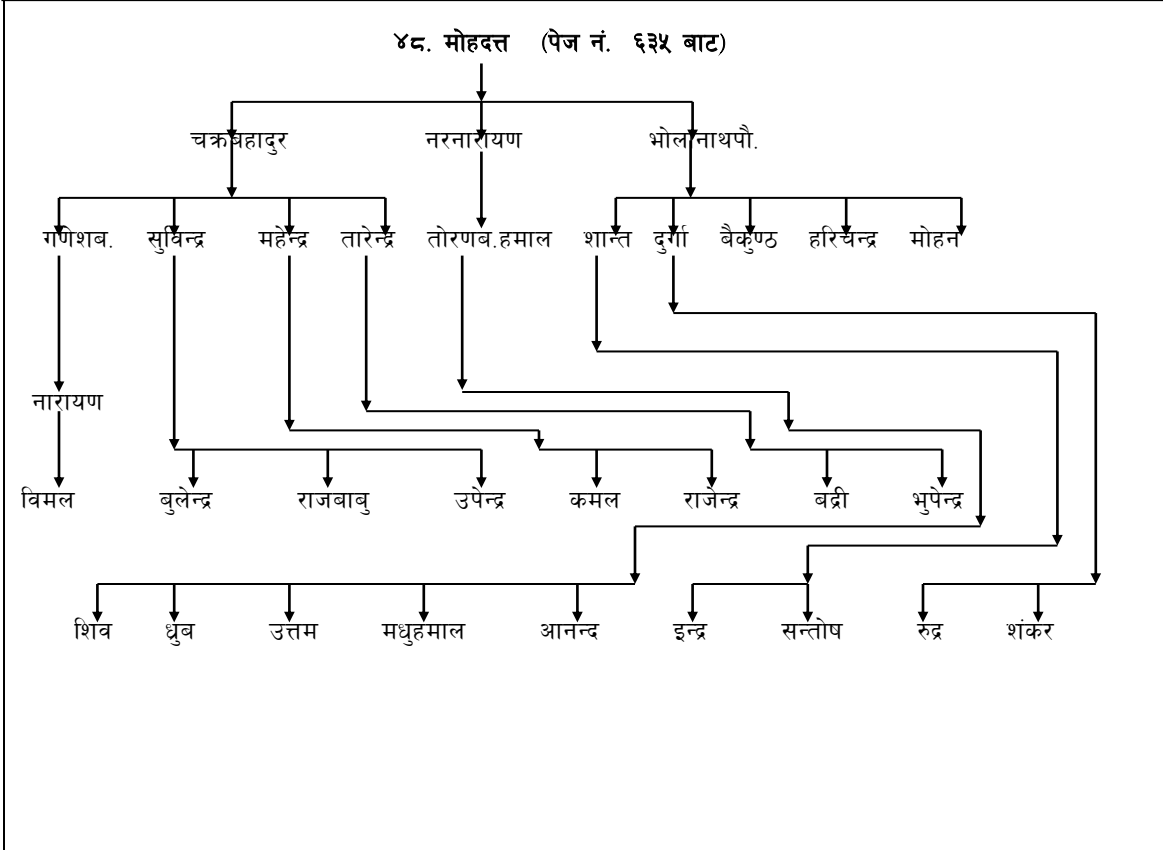 ४८. मोहदत्त (पेज नं. ६३५ बाट)
चक्रबहादुर नरनारायण भोलानाथपौ.
गणेशब. सुविन्द्र महेन्द्र तारेन्द्र तोरणब.हमाल शान्त दुर्गा बैकुण्ठ हरिचन्द्र मोहन
नारायण
विमल बुलेन्द्र राजबाबु उपेन्द्र कमल राजेन्द्र बद्री भुपेन्द्र
शिव ध्रुब उत्तम मधुहमाल आनन्द इन्द्र सन्तोष रुद्र शंकर